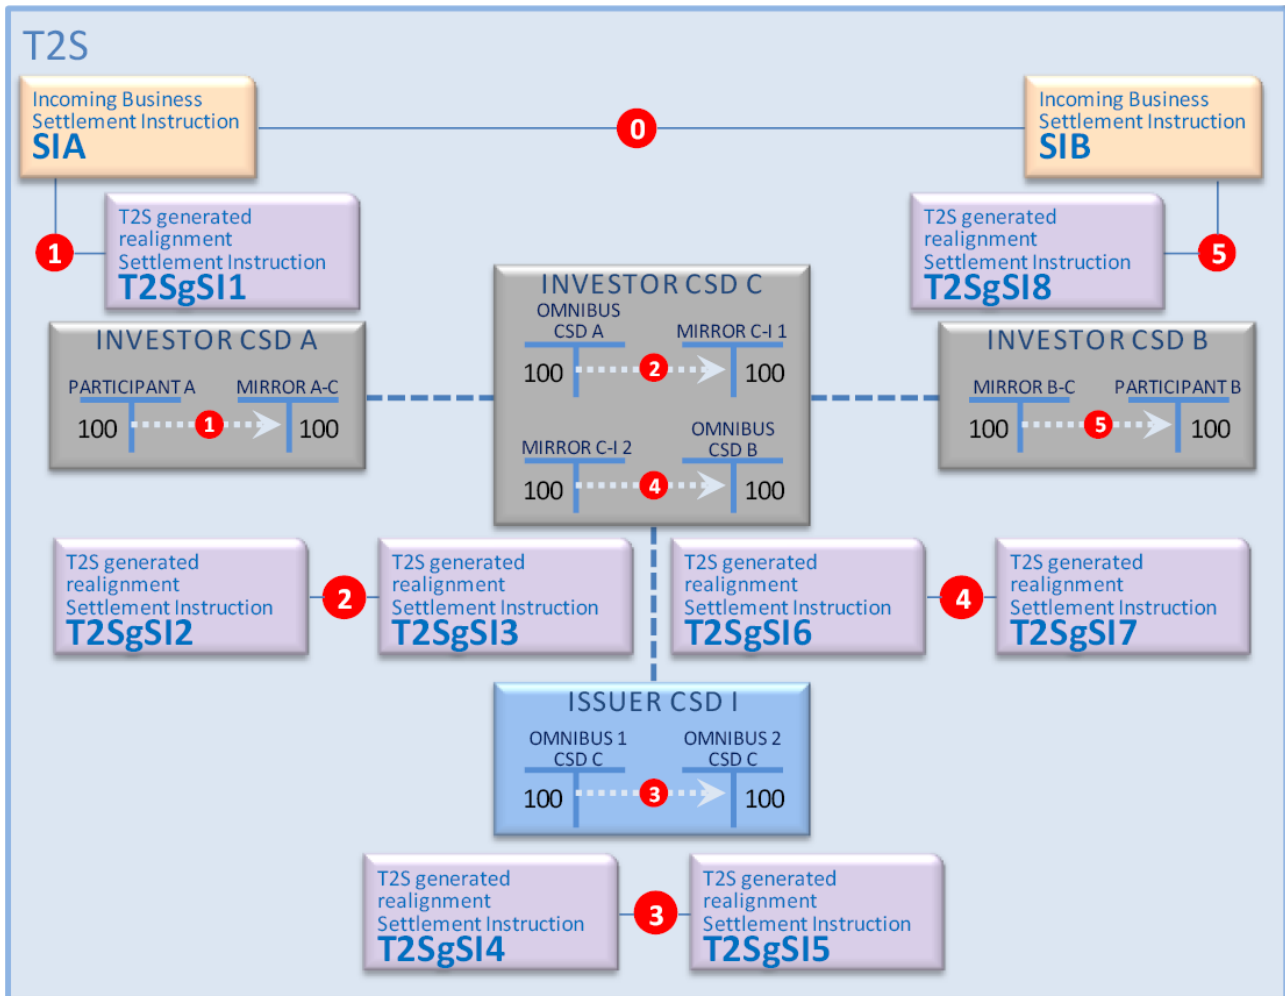 T2S
Incoming Business
Settlement Instruction
SIA
0
Incoming Business
Settlement Instruction
SIB
1
T2S generated
realignment
Settlement Instruction
T2SgSI1
T2S generated
realignment
Settlement Instruction
T2SgSI8
5
INVESTOR CSD A
PARTICIPANT A
MIRROR A-C
100
1
100
INVESTOR CSD C
OMNIBUS
CSD A
MIRROR C-I 1
100
2
100
MIRROR C-I 2
OMNIBUS
CSD B
100
4
100
INVESTOR CSD B
MIRROR B-C
PARTICIPANT B
100
5
100
T2S generated
realignment
Settlement Instruction
T2SgSI2
2
T2S generated
realignment
Settlement Instruction
T2SgSI3
T2S generated
realignment
Settlement Instruction
T2SgSI6
4
T2S generated
realignment
Settlement Instruction
T2SgSI7
ISSUER CSD I
OMNIBUS 1
CSD C
OMNIBUS 2
CSD C
100
3
100
T2S generated
realignment
Settlement Instruction
T2SgSI4
3
T2S generated
realignment
Settlement Instruction
T2SgSI5